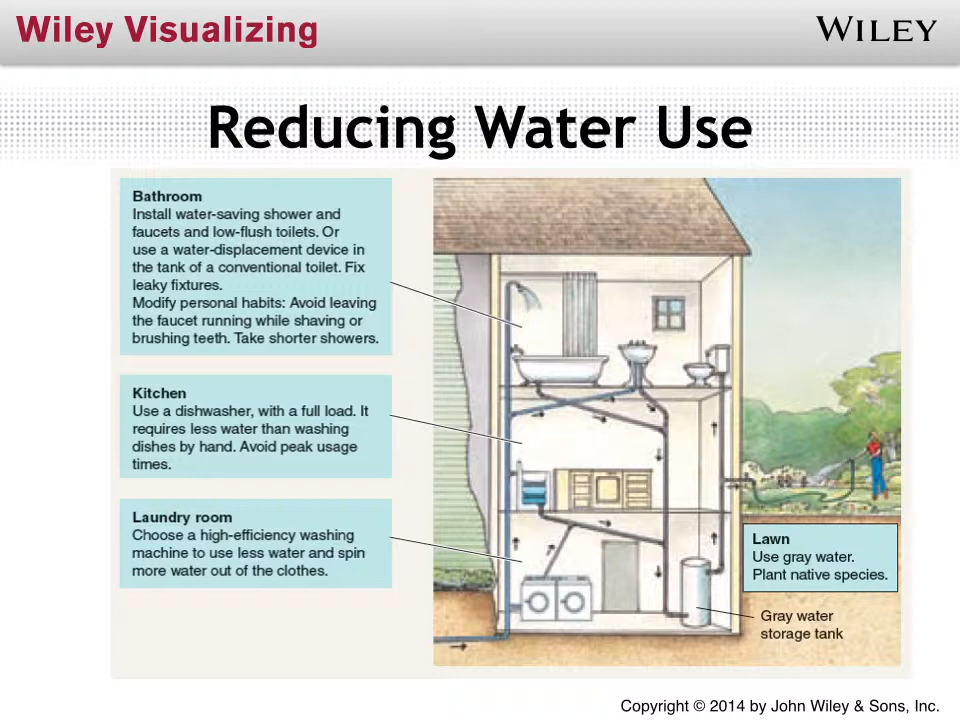 Wiley Visualizing
WILEY
Reducing Water Use
Bathroom
Install water-saving shower and
faucets and low-flush toilets. Or
use a water-displacement device in
the tank of a conventional toilet. Fix
leaky fixtures.
Modify personal habits: Avoid leaving
the faucet running while shaving or
brushing teeth. Take shorter showers.
Kitchen
Use a dishwasher, with a full load. It
requires less water than washing
dishes by hand. Avoid peak usage
times.
Laundry room
Choose a high-efficiency washing
machine to use less water and spin
more water out of the clothes.
Lawn
Use gray water.
Plant native species.
Gray water
storage tank
Copyright © 2014 by John Wiley & Sons, Inc.